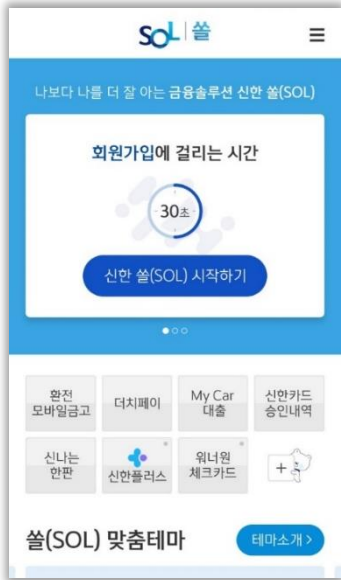 SOL 쏠
나보다 나를 더 잘 아는 금융솔루션 신한 쏠(SOL)
회원가입에 걸리는 시간
30초
신한 쏠(SOL) 시작하기
환전
모바일금고
더치페이
My Car
대출
신한카드
승인내역
신나는
한판
신한플러스
워너원
체크카드
+
쏠(SOL) 맞춤테마
테마소개 >